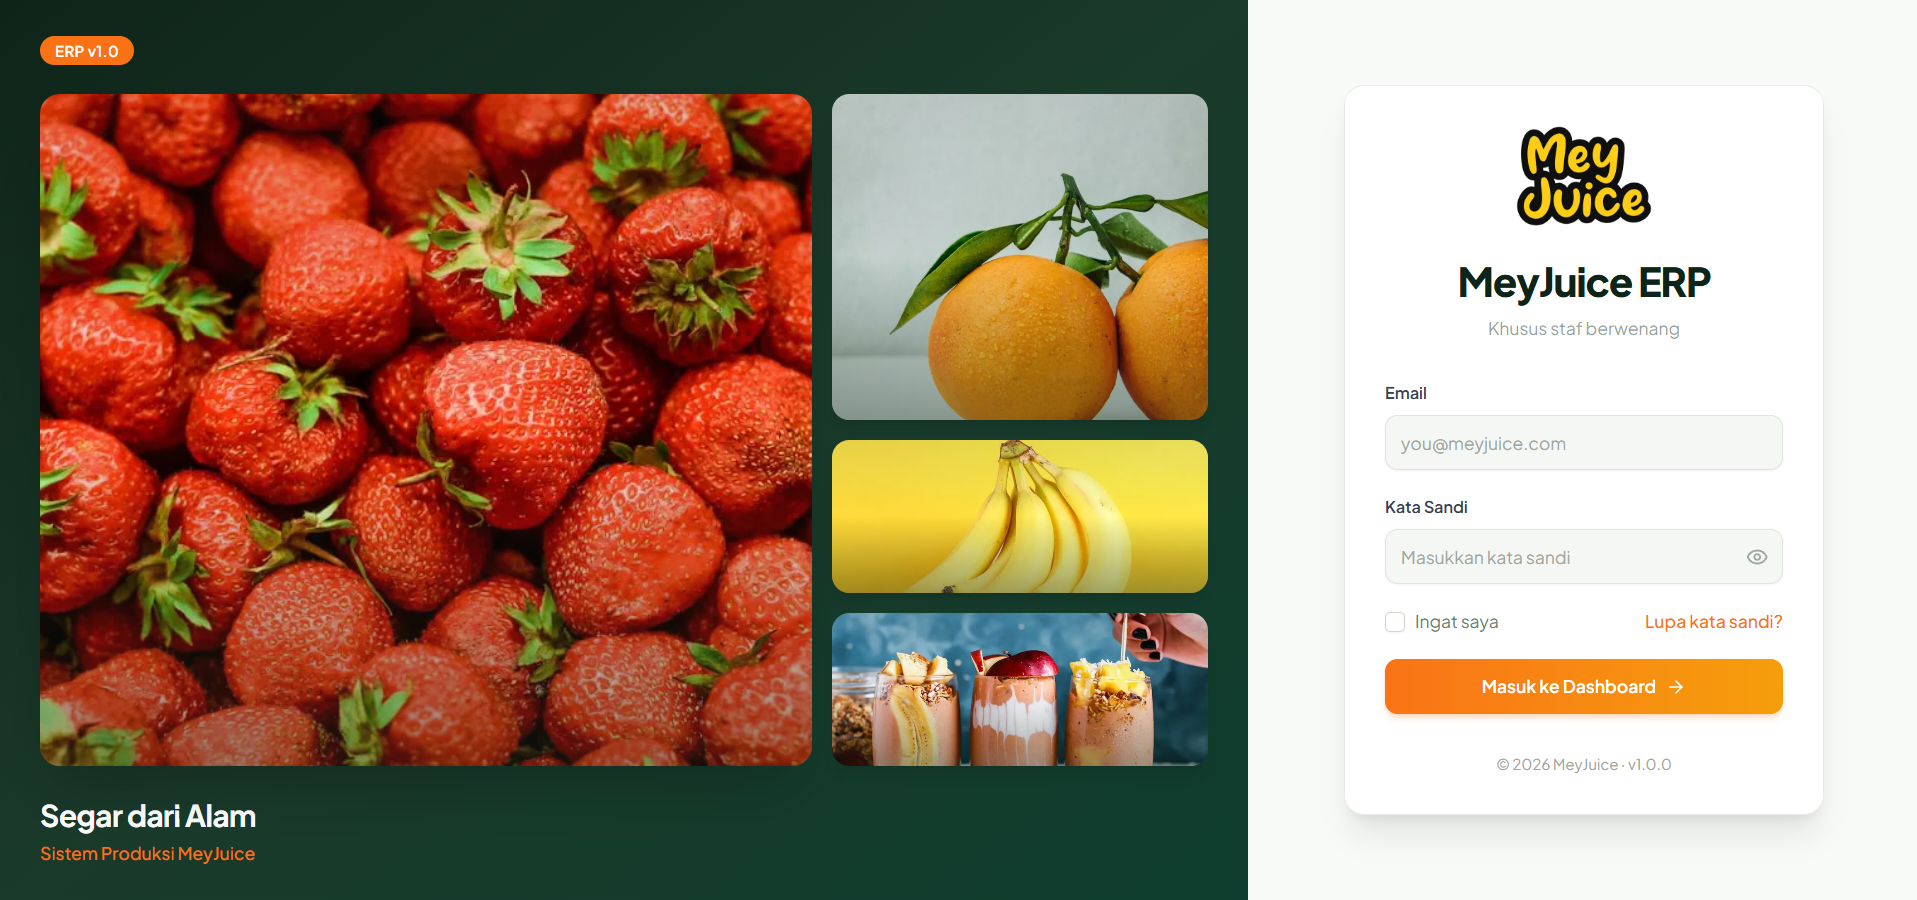 ERP v1.0
Segar dari Alam
Sistem Produksi MeyJuice
Mey
Juice
MeyJuice ERP
Khusus staf berwenang
Email
you@meyjuice.com
Kata Sandi
Masukkan kata sandi
Ingat saya
Lupa kata sandi?
Masuk ke Dashboard →
© 2026 MeyJuice · v1.0.0